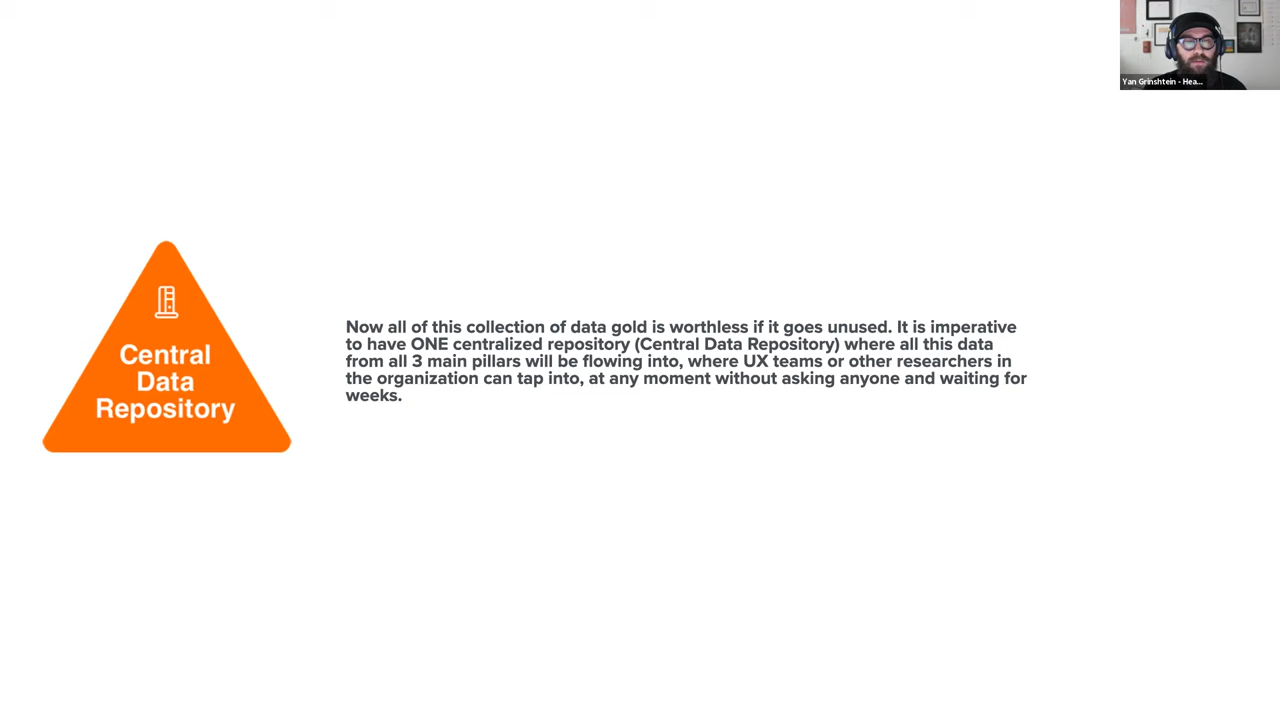 Yan Grinshtein - Hea...
Central
Data
Repository
Now all of this collection of data gold is worthless if it goes unused. It is imperative
to have ONE centralized repository (Central Data Repository) where all this data
from all 3 main pillars will be flowing into, where UX teams or other researchers in
the organization can tap into, at any moment without asking anyone and waiting for
weeks.